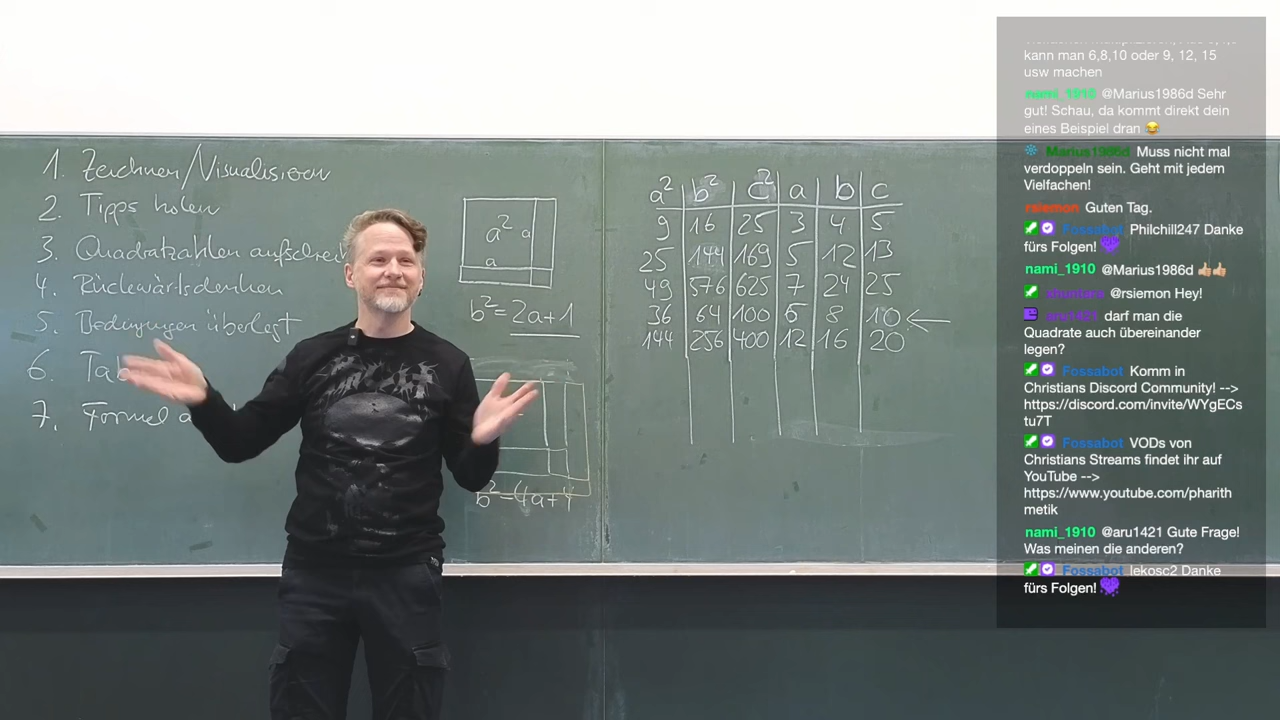 1. Zeichnen/Visualisieren
2. Tipps holen
3. Quadratzahlen
4. Rückwärtsdenken
5. Bedingungen überlegt
6.
7. Formel
a² a
a
b²=2a+1
b²=4a+4
a² b² c² a b c
9 16 25 3 4 5
25 144 169 5 12 13
49 576 625 7 24 25
36 64 100 6 8 10
144 256 400 12 16 20
kann man 6,8,10 oder 9, 12, 15
usw machen
nami_1910 @Marius1986d Sehr
gut! Schau, da kommt direkt dein
eines Beispiel dran
Marius1986d Muss nicht mal
verdoppeln sein. Geht mit jedem
Vielfachen!
rsiemon Guten Tag.
Fossabot Philchill247 Danke
fürs Folgen!
nami_1910 @Marius1986d
@rsiemon Hey!
aru1421 darf man die
Quadrate auch übereinander
legen?
Fossabot Komm in
Christians Discord Community! -->
https://discord.com/invite/WYgECs
tu7T
Fossabot VODs von
Christians Streams findet ihr auf
YouTube -->
https://www.youtube.com/pharith
metik
nami_1910 @aru1421 Gute Frage!
Was meinen die anderen?
Fossabot lekosc2 Danke
fürs Folgen!